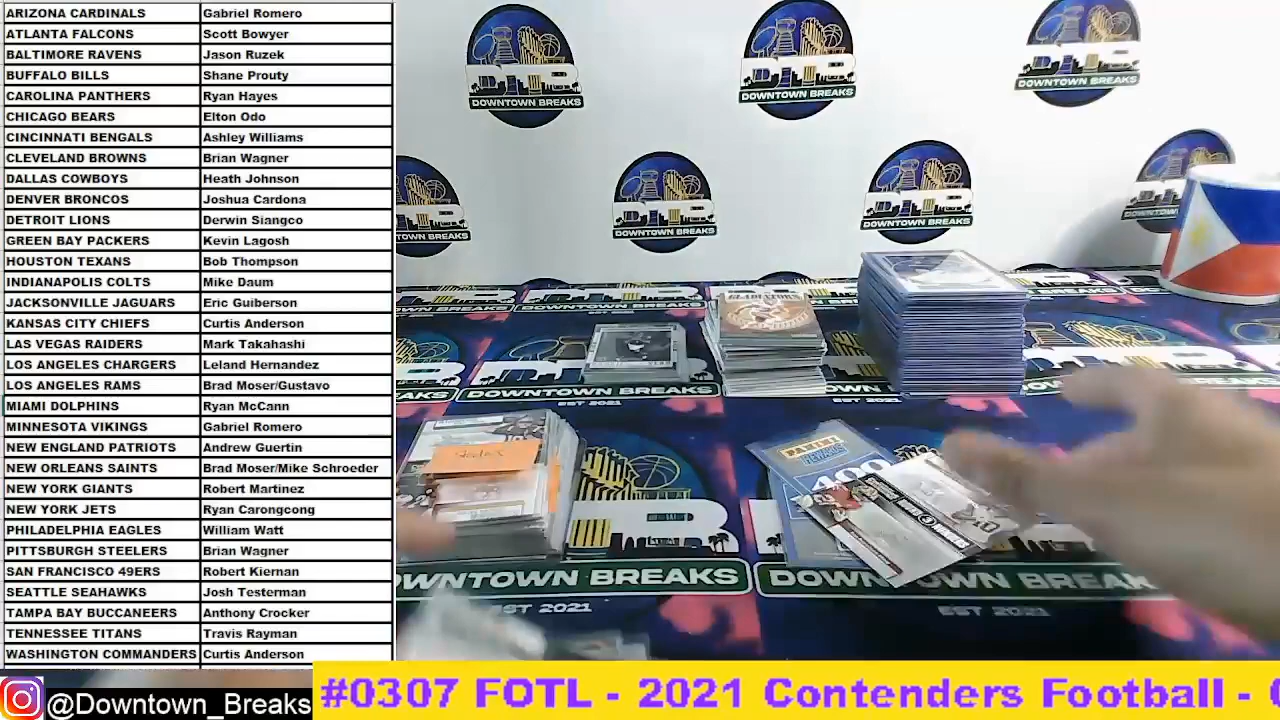 ARIZONA CARDINALS Gabriel Romero
ATLANTA FALCONS Scott Bowyer
BALTIMORE RAVENS Jason Ruzek
BUFFALO BILLS Shane Prouty
CAROLINA PANTHERS Ryan Hayes
CHICAGO BEARS Elton Odo
CINCINNATI BENGALS Ashley Williams
CLEVELAND BROWNS Brian Wagner
DALLAS COWBOYS Heath Johnson
DENVER BRONCOS Joshua Cardona
DETROIT LIONS Derwin Siangco
GREEN BAY PACKERS Kevin Lagosh
HOUSTON TEXANS Bob Thompson
INDIANAPOLIS COLTS Mike Daum
JACKSONVILLE JAGUARS Eric Guiberson
KANSAS CITY CHIEFS Curtis Anderson
LAS VEGAS RAIDERS Mark Takahashi
LOS ANGELES CHARGERS Leland Hernandez
LOS ANGELES RAMS Brad Moser/Gustavo
MIAMI DOLPHINS Ryan McCann
MINNESOTA VIKINGS Gabriel Romero
NEW ENGLAND PATRIOTS Andrew Guertin
NEW ORLEANS SAINTS Brad Moser/Mike Schroeder
NEW YORK GIANTS Robert Martinez
NEW YORK JETS Ryan Carongcong
PHILADELPHIA EAGLES William Watt
PITTSBURGH STEELERS Brian Wagner
SAN FRANCISCO 49ERS Robert Kiernan
SEATTLE SEAHAWKS Josh Testerman
TAMPA BAY BUCCANEERS Anthony Crocker
TENNESSEE TITANS Travis Rayman
WASHINGTON COMMANDERS Curtis Anderson
@Downtown_Breaks
#0307 FOTL - 2021 Contenders Football -
DTB
DOWNTOWN BREAKS
DTB
DOWNTOWN BREAKS
DTB
DOWNTOWN BREAKS
DTB
DOWNTOWN BREAKS
DTB
DOWNTOWN BREAKS
GLADIATORS
PANINI
400
DOWNTOWN BREAKS
EST 2021
DOWNTOWN BREAKS
EST 2021